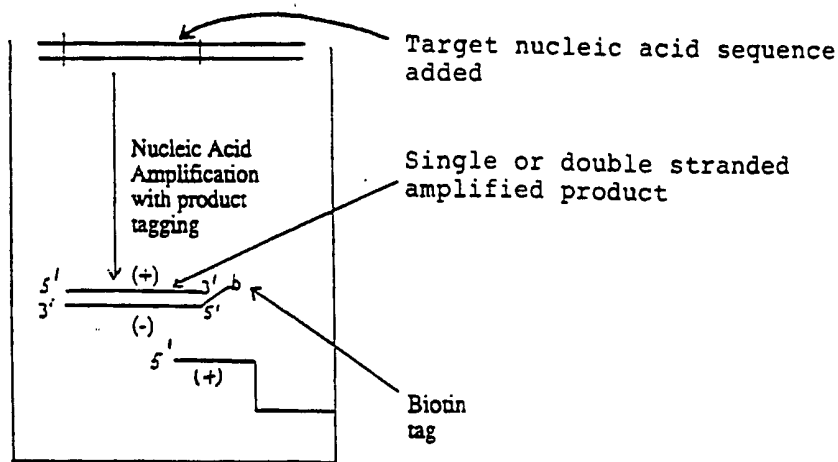 Target nucleic acid sequence
added
Nucleic Acid
Amplification
with product
tagging
Single or double stranded
amplified product
5' (+) 3' b
3' (-) 5'
5' (+)
Biotin
tag